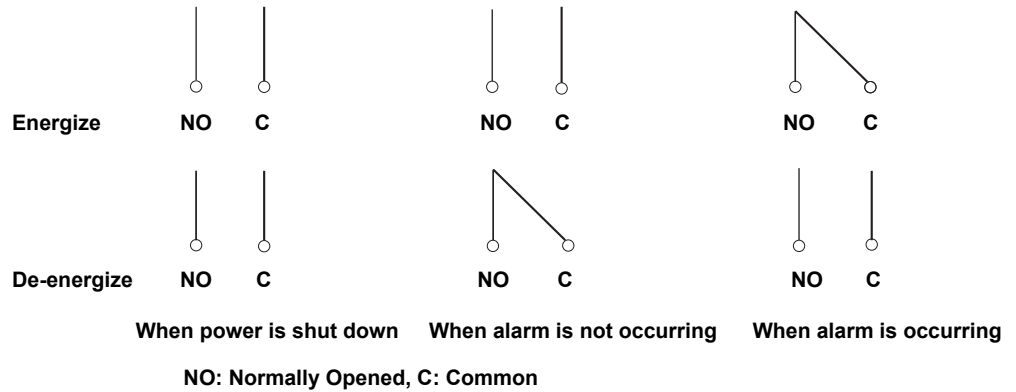 Energize NO C NO C NO C
De-energize NO C NO C NO C
When power is shut down When alarm is not occurring When alarm is occurring
NO: Normally Opened, C: Common